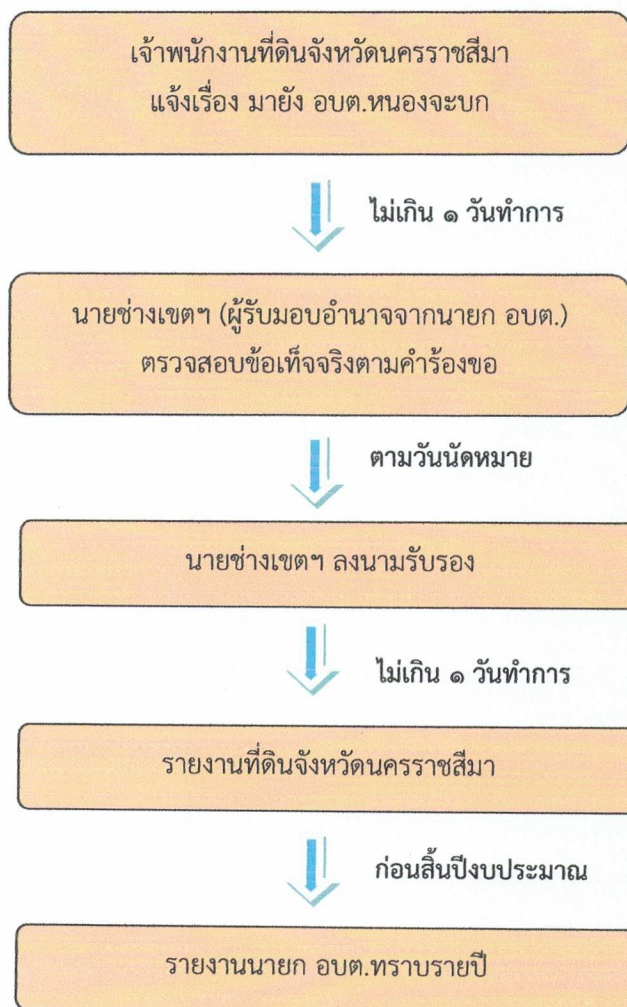 เจ้าพนักงานที่ดินจังหวัดนครราชสีมา
แจ้งเรื่อง มายัง อบต.หนองจะบก
ไม่เกิน ๑ วันทำการ
นายช่างเขตฯ (ผู้รับมอบอำนาจจากนายก อบต.)
ตรวจสอบข้อเท็จจริงตามคำร้องขอ
ตามวันนัดหมาย
นายช่างเขตฯ ลงนามรับรอง
ไม่เกิน ๑ วันทำการ
รายงานที่ดินจังหวัดนครราชสีมา
ก่อนสิ้นปีงบประมาณ
รายงานนายก อบต.ทราบรายปี